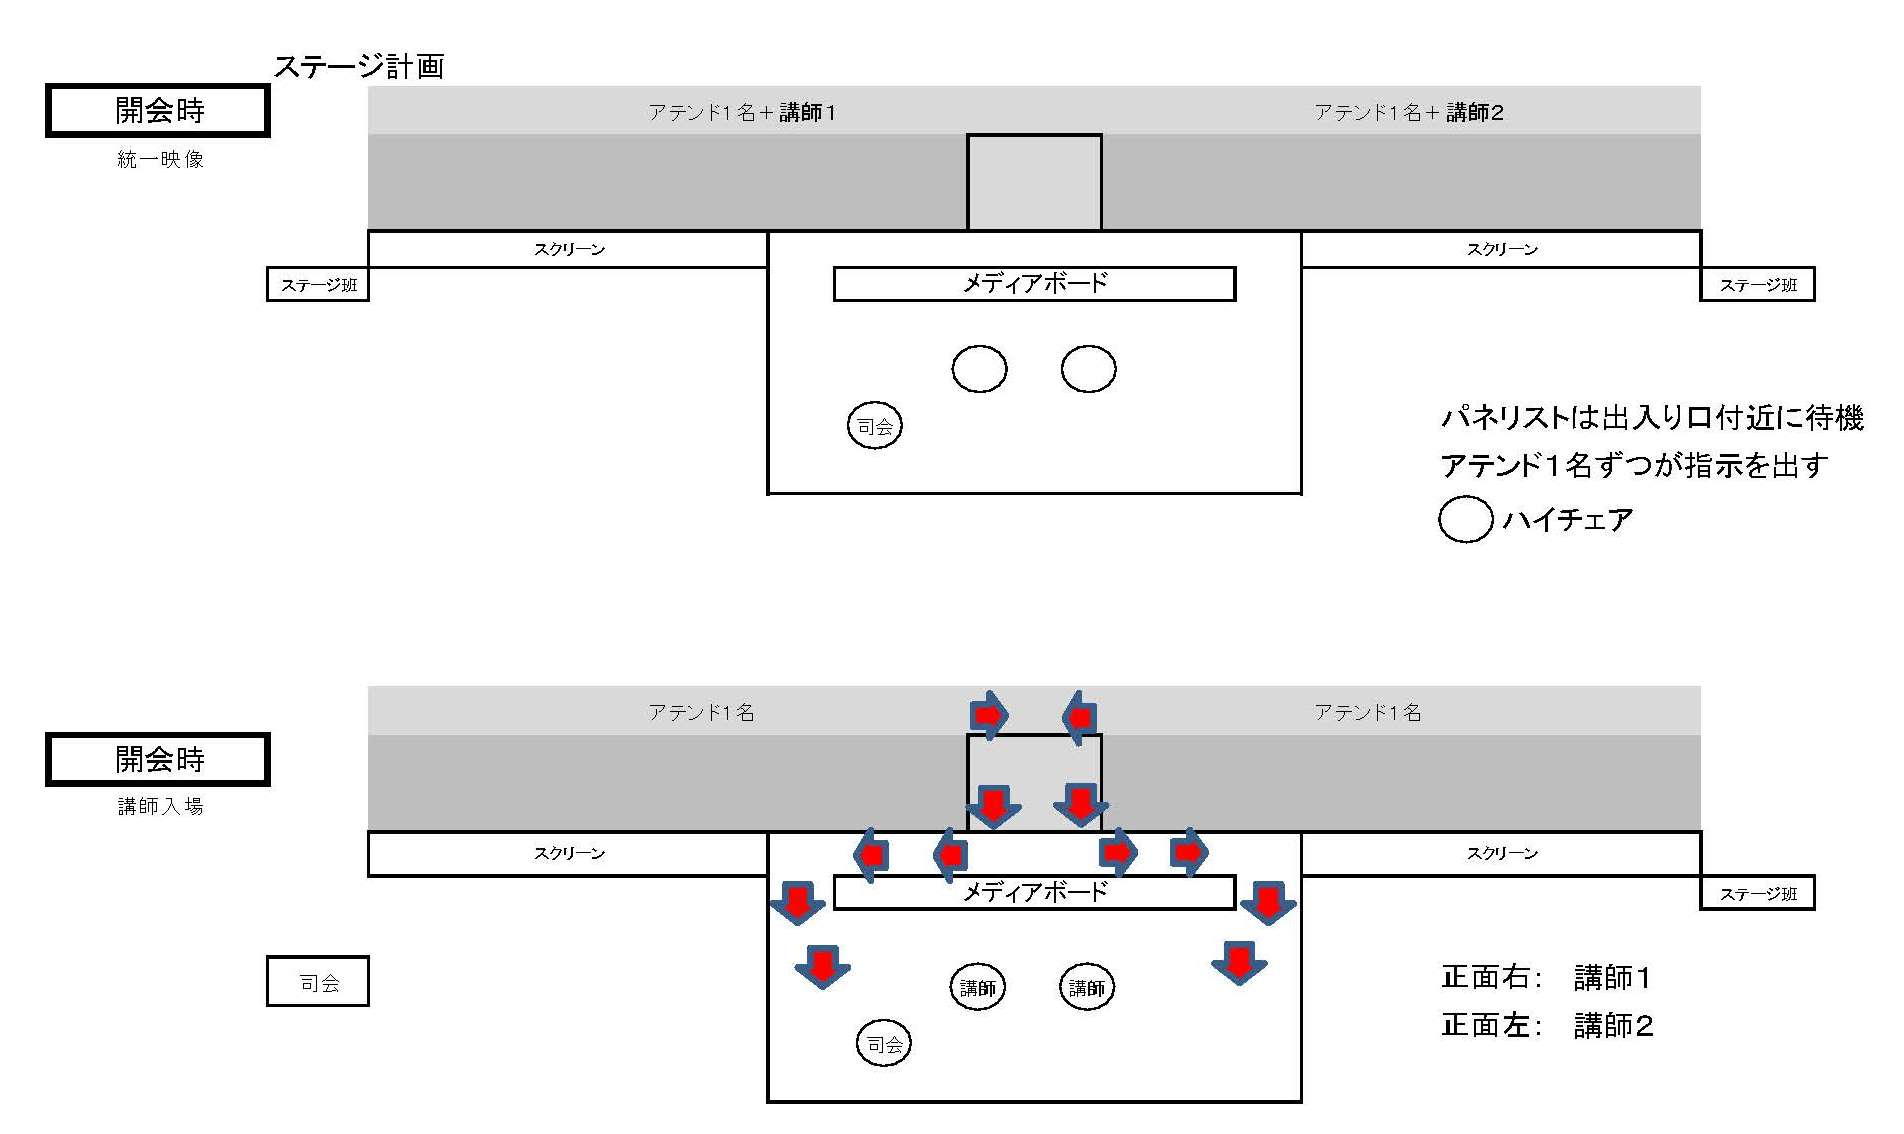 ステージ計画
開会時
統一映像
アテンド1名+講師1
アテンド1名+講師2
スクリーン
スクリーン
ステージ班
メディアボード
ステージ班
司会
パネリストは出入り口付近に待機
アテンド1名ずつが指示を出す
ハイチェア
開会時
講師入場
アテンド1名
アテンド1名
スクリーン
スクリーン
メディアボード
ステージ班
司会
講師
講師
司会
正面右: 講師1
正面左: 講師2